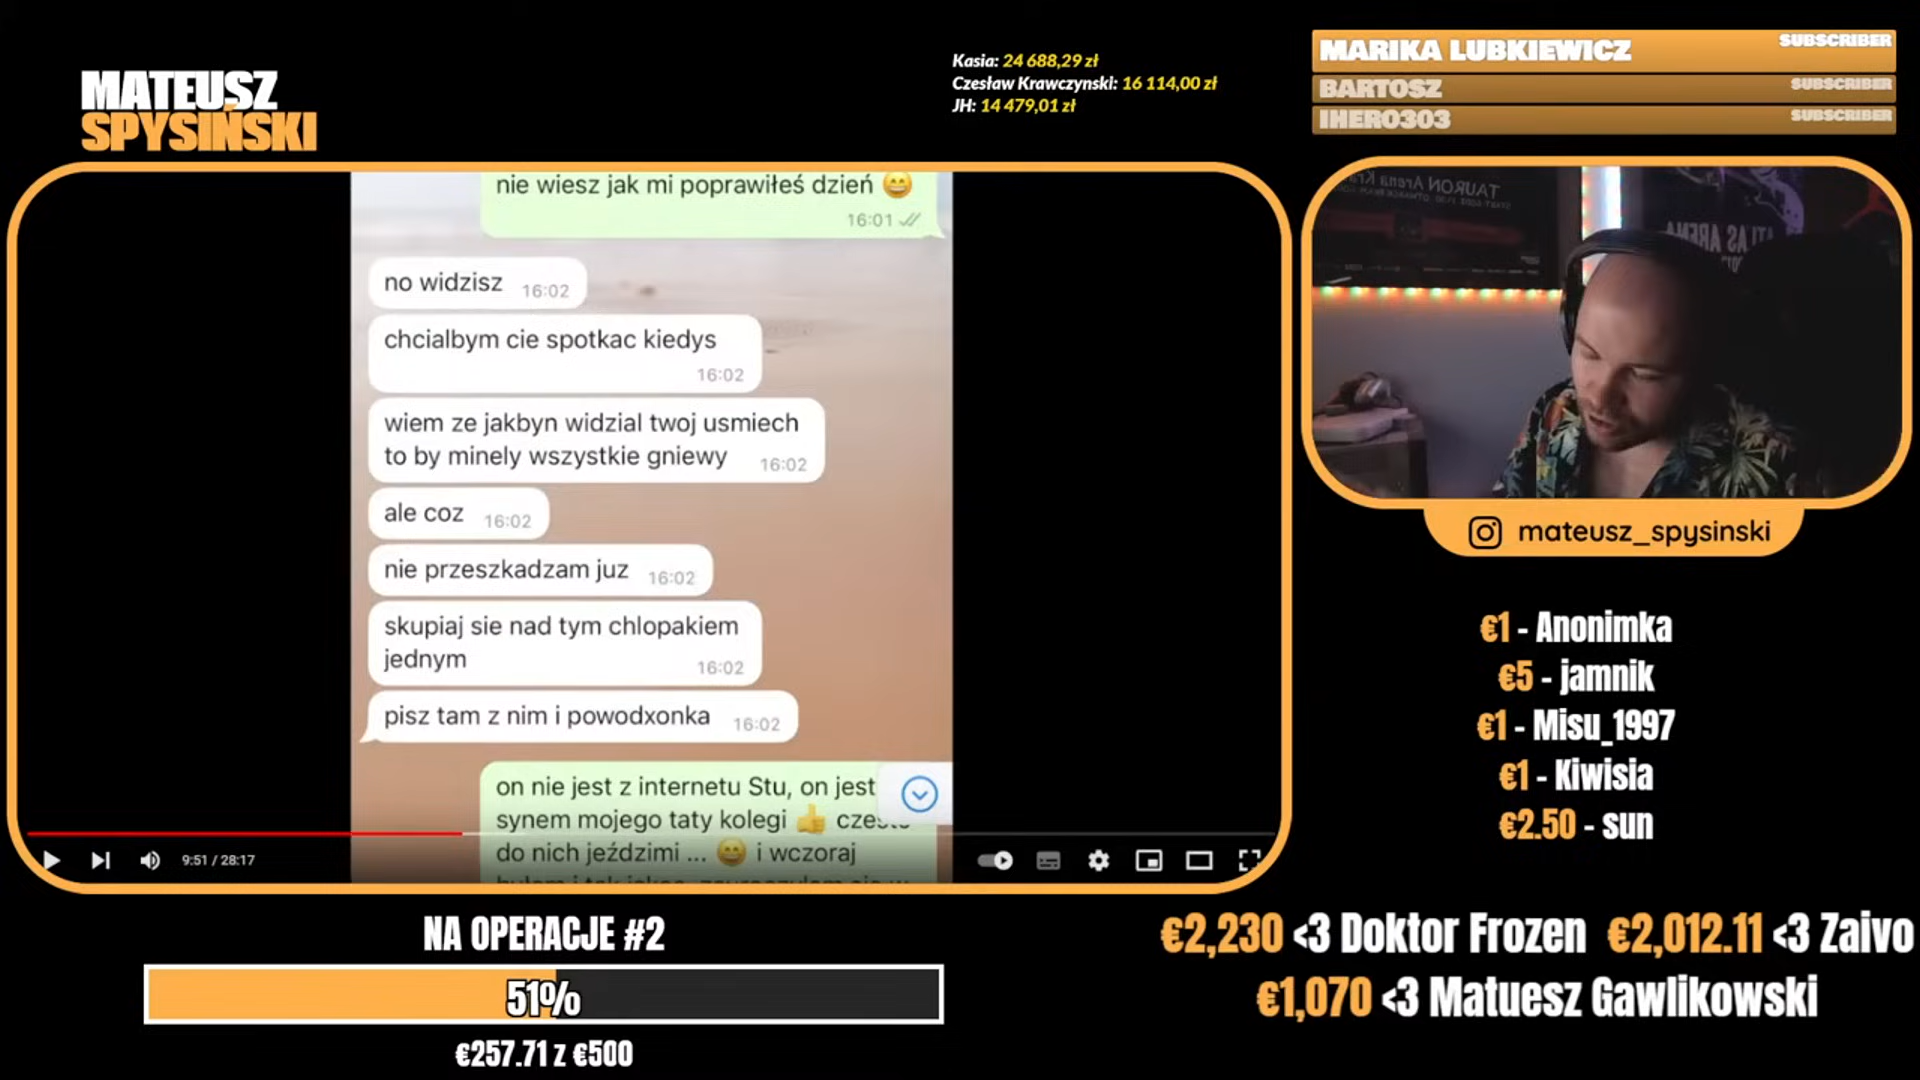 MATEUSZ
SPYSIŃSKI
Kasia: 24 688,29 zł
Czesław Krawczynski: 16 114,00 zł
JH: 14 479,01 zł
MARIKA LUBKIEWICZ SUBSCRIBER
BARTOSZ SUBSCRIBER
IHERO303 SUBSCRIBER
nie wiesz jak mi poprawiłeś dzień 😄
16:01
no widzisz 16:02
chcialbym cie spotkac kiedys
16:02
wiem ze jakbyn widzial twoj usmiech
to by minely wszystkie gniewy 16:02
ale coz 16:02
nie przeszkadzam juz 16:02
skupiaj sie nad tym chlopakiem
jednym 16:02
pisz tam z nim i powodxonka 16:02
on nie jest z internetu Stu, on jest
synem mojego taty kolegi 👍
do nich jeździmi ... 😄 i wczoraj
9:51 / 28:17
TAURON Arena
ATLAS ARENA
mateusz_spysinski
€1 - Anonimka
€5 - jamnik
€1 - Misu_1997
€1 - Kiwisia
€2.50 - sun
NA OPERACJE #2
51%
€257.71 z €500
€2,230 <3 Doktor Frozen €2,012.11 <3 Zaivo
€1,070 <3 Matuesz Gawlikowski